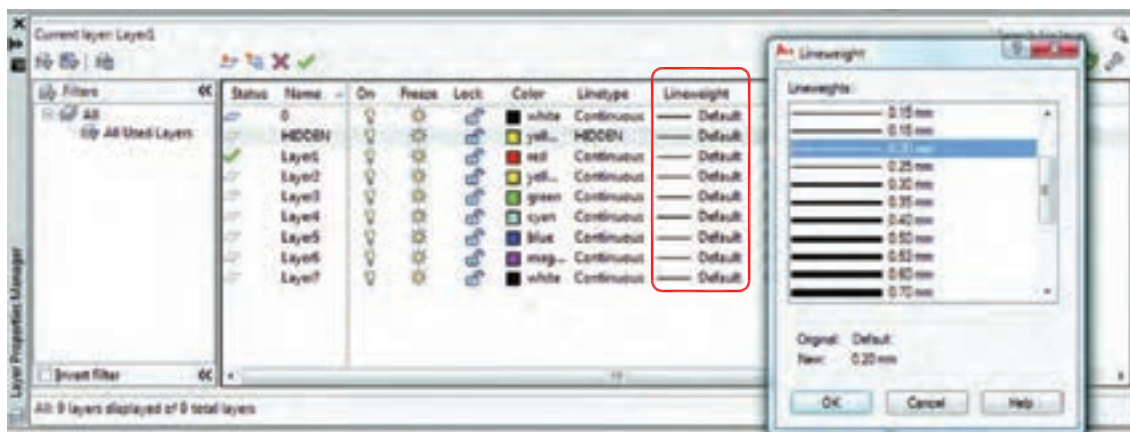 Current layer: Layer1
Filters
All
All Used Layers
Invert filter
Status Name On Freeze Lock Color Linetype Lineweight
0 white Continuous Default
HIDDEN yell... HIDDEN Default
Layer1 red Continuous Default
Layer2 yell... Continuous Default
Layer3 green Continuous Default
Layer4 cyan Continuous Default
Layer5 blue Continuous Default
Layer6 mag... Continuous Default
Layer7 white Continuous Default
All: 9 layers displayed of 9 total layers
Layer Properties Manager
Lineweight
Lineweights:
0.15 mm
0.20 mm
0.25 mm
0.30 mm
0.35 mm
0.40 mm
0.50 mm
0.53 mm
0.60 mm
0.70 mm
Original: Default
New: 0.20 mm
OK Cancel Help